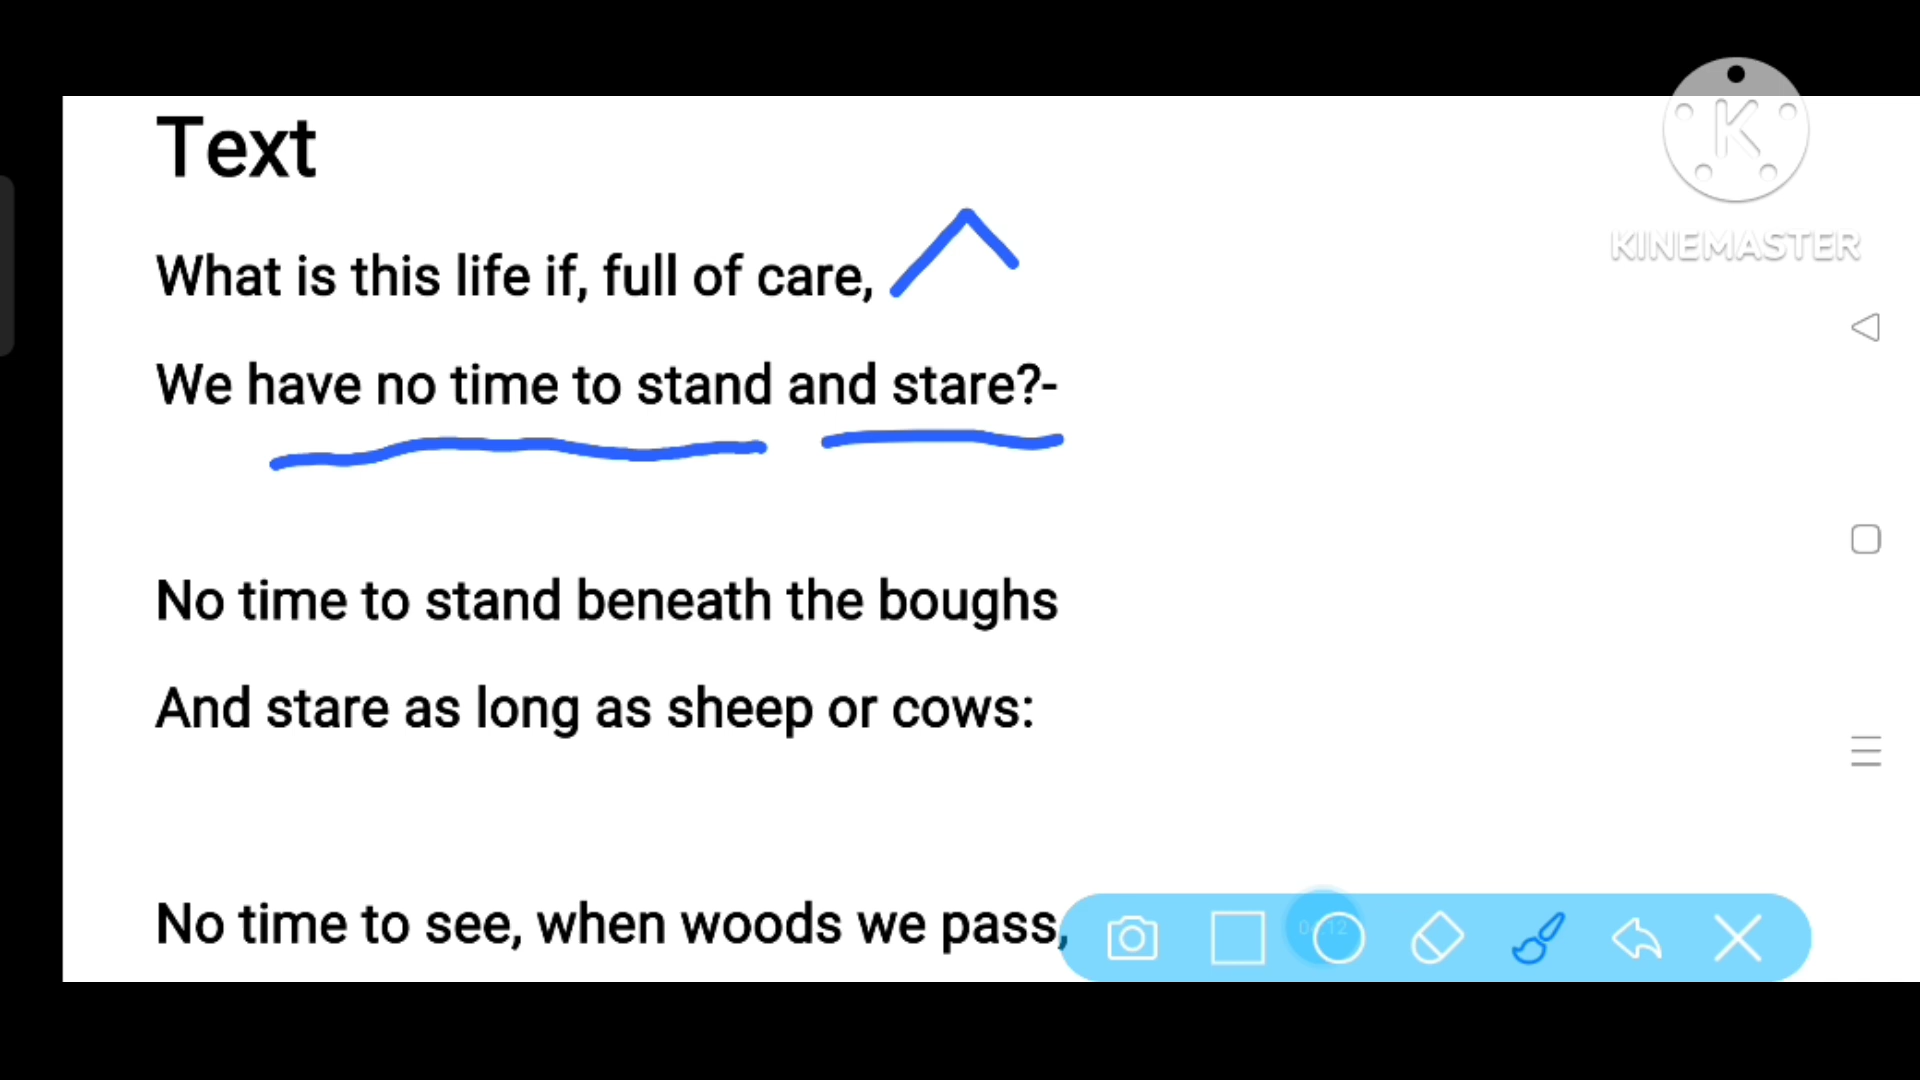 Text
KINEMASTER
What is this life if, full of care,
We have no time to stand and stare?-
No time to stand beneath the boughs
And stare as long as sheep or cows:
No time to see, when woods we pass,